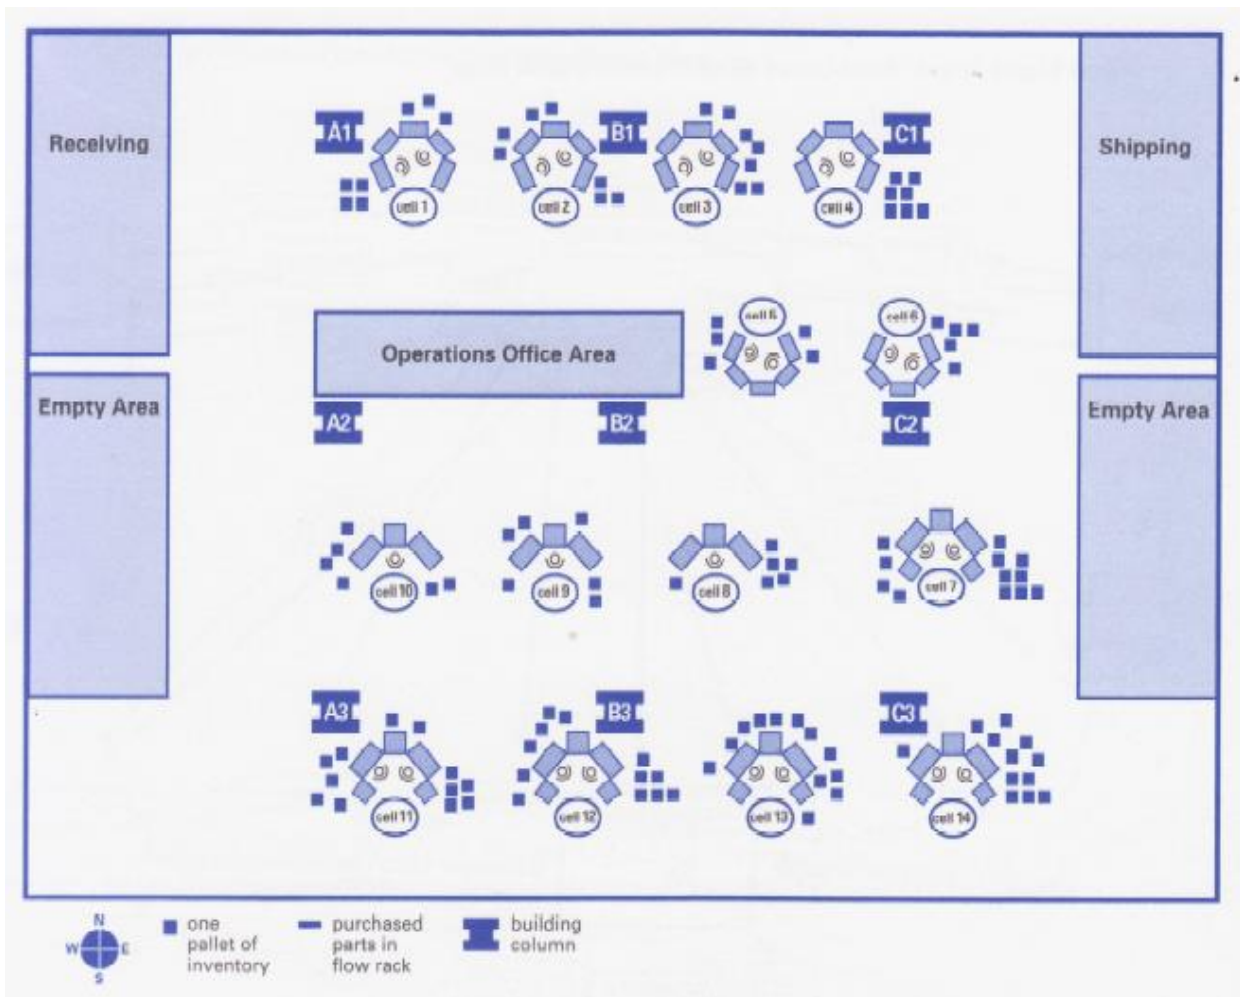 Receiving
Shipping
A1
B1
C1
cell 1
cell 2
cell 3
cell 4
cell 5
cell 6
Operations Office Area
Empty Area
Empty Area
A2
B2
C2
cell 10
cell 9
cell 8
cell 7
A3
B3
C3
cell 11
cell 12
cell 13
cell 14
N
W
E
S
one
pallet of
inventory
purchased
parts in
flow rack
building
column